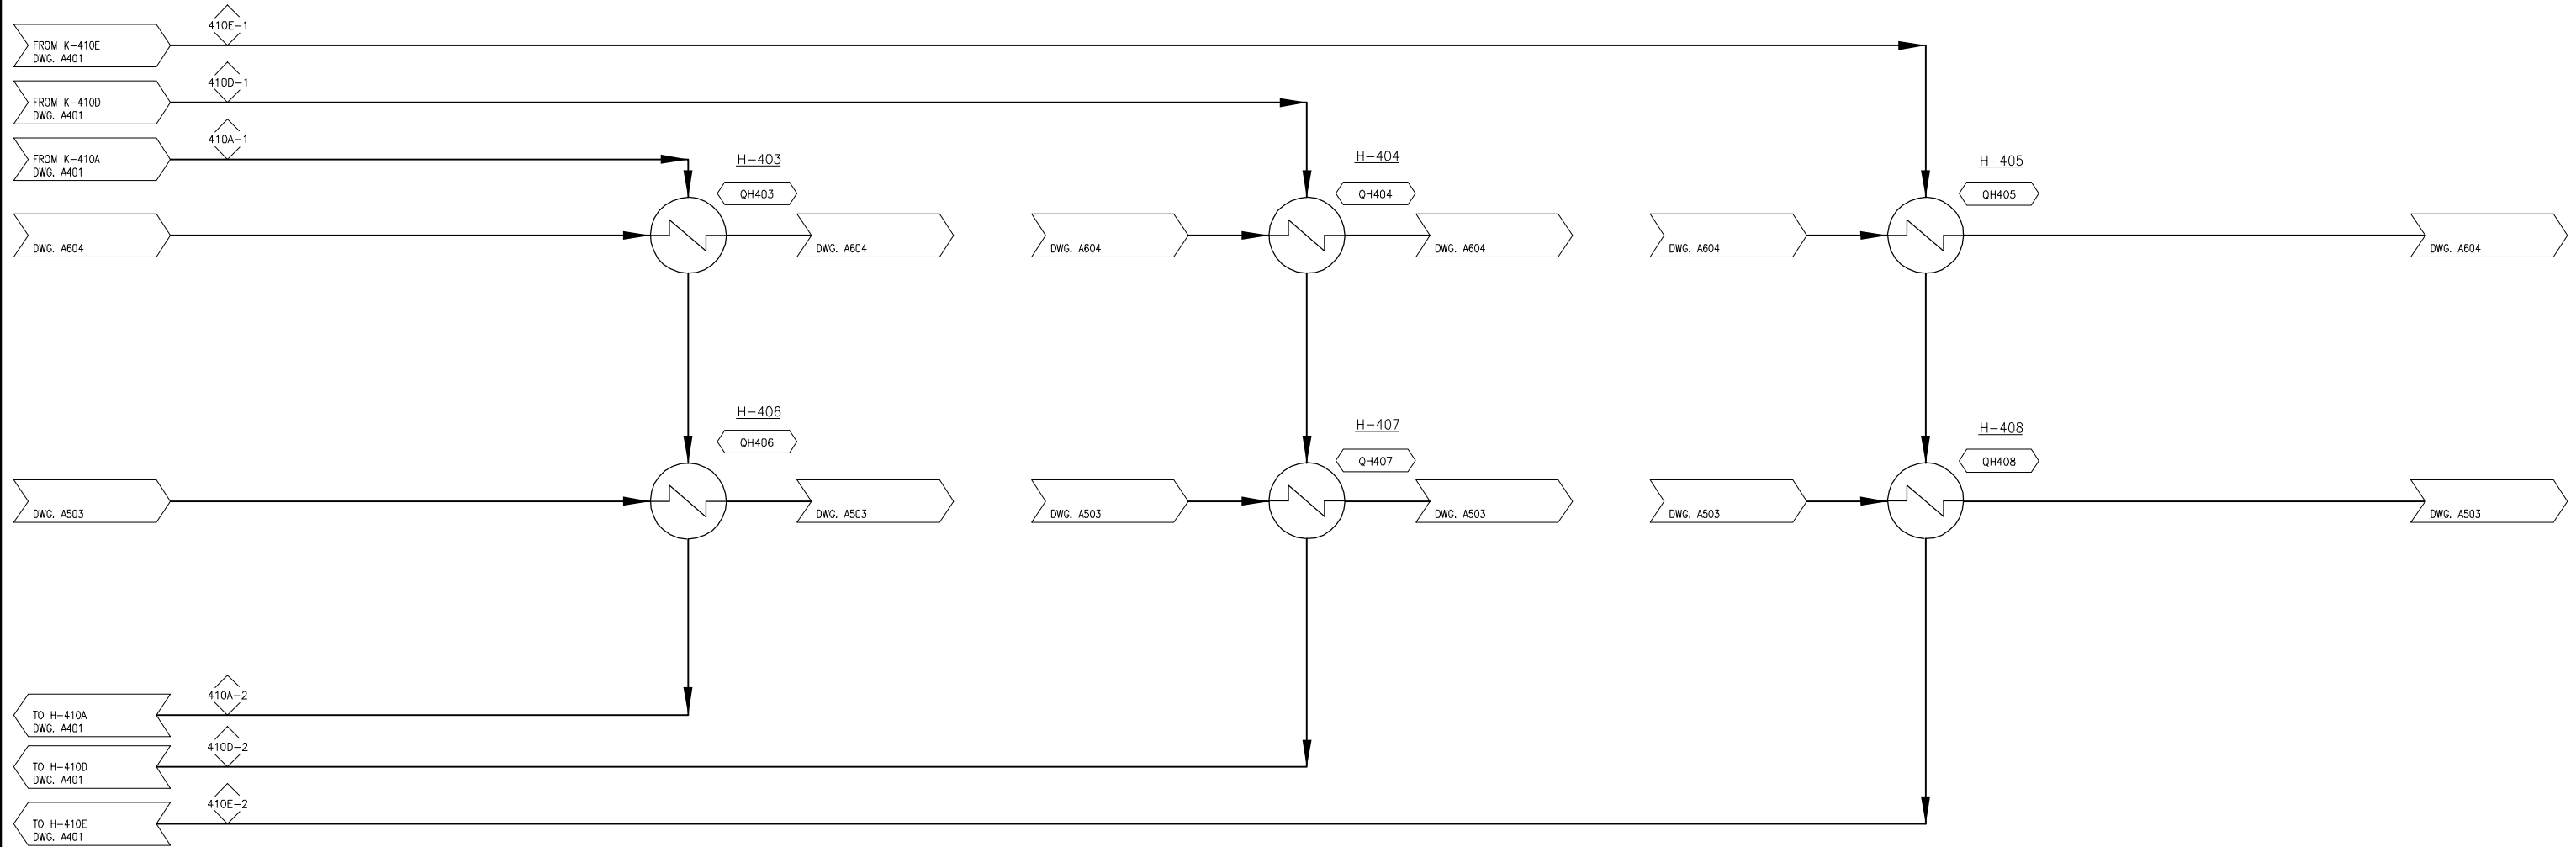 410E-1
FROM K-410E
DWG. A401
410D-1
FROM K-410D
DWG. A401
410A-1
FROM K-410A
DWG. A401
H-403
H-404
H-405
QH403
QH404
QH405
DWG. A604
DWG. A604
DWG. A604
DWG. A604
DWG. A604
DWG. A604
H-406
H-407
H-408
QH406
QH407
QH408
DWG. A503
DWG. A503
DWG. A503
DWG. A503
DWG. A503
DWG. A503
410A-2
TO H-410A
DWG. A401
410D-2
TO H-410D
DWG. A401
410E-2
TO H-410E
DWG. A401